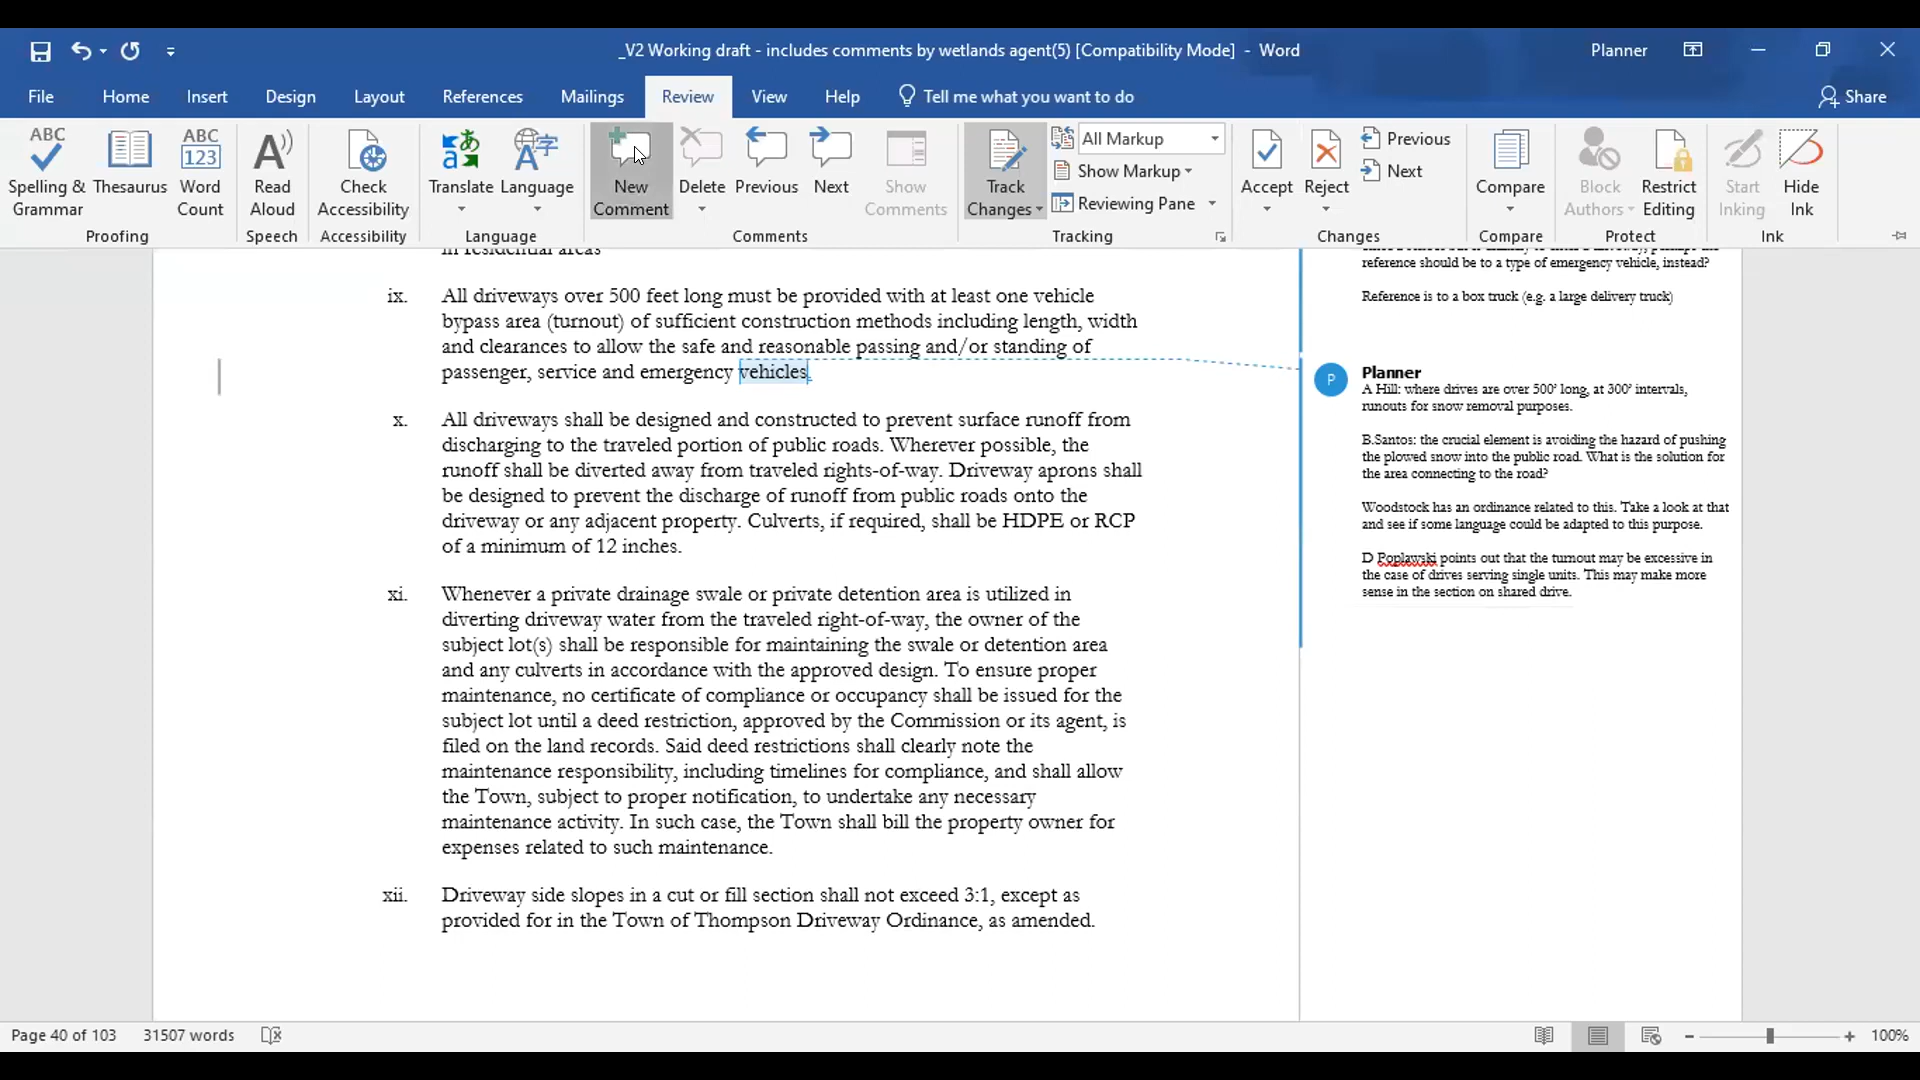 _V2 Working draft - includes comments by wetlands agent(5) [Compatibility Mode] - Word
Planner
File Home Insert Design Layout References Mailings Review View Help Tell me what you want to do Share
ABC
ABC
123
Spelling & Grammar
Thesaurus
Word Count
Read Aloud
Check Accessibility
Translate
Language
New Comment
Delete
Previous
Next
Show Comments
Track Changes
All Markup
Show Markup
Reviewing Pane
Accept
Reject
Previous
Next
Compare
Block Authors
Restrict Editing
Start Inking
Hide Ink
Proofing Speech Accessibility Language Comments Tracking Changes Compare Protect Ink
in residential areas
ix. All driveways over 500 feet long must be provided with at least one vehicle
bypass area (turnout) of sufficient construction methods including length, width
and clearances to allow the safe and reasonable passing and/or standing of
passenger, service and emergency vehicles.
x. All driveways shall be designed and constructed to prevent surface runoff from
discharging to the traveled portion of public roads. Wherever possible, the
runoff shall be diverted away from traveled rights-of-way. Driveway aprons shall
be designed to prevent the discharge of runoff from public roads onto the
driveway or any adjacent property. Culverts, if required, shall be HDPE or RCP
of a minimum of 12 inches.
xi. Whenever a private drainage swale or private detention area is utilized in
diverting driveway water from the traveled right-of-way, the owner of the
subject lot(s) shall be responsible for maintaining the swale or detention area
and any culverts in accordance with the approved design. To ensure proper
maintenance, no certificate of compliance or occupancy shall be issued for the
subject lot until a deed restriction, approved by the Commission or its agent, is
filed on the land records. Said deed restrictions shall clearly note the
maintenance responsibility, including timelines for compliance, and shall allow
the Town, subject to proper notification, to undertake any necessary
maintenance activity. In such case, the Town shall bill the property owner for
expenses related to such maintenance.
xii. Driveway side slopes in a cut or fill section shall not exceed 3:1, except as
provided for in the Town of Thompson Driveway Ordinance, as amended.
reference should be to a type of emergency vehicle, instead?
Reference is to a box truck (e.g. a large delivery truck)
P
Planner
A Hill: where drives are over 500' long, at 300' intervals,
runouts for snow removal purposes.
B.Santos: the crucial element is avoiding the hazard of pushing
the plowed snow into the public road. What is the solution for
the area connecting to the road?
Woodstock has an ordinance related to this. Take a look at that
and see if some language could be adapted to this purpose.
D Poplawski points out that the turnout may be excessive in
the case of drives serving single units. This may make more
sense in the section on shared drive.
Page 40 of 103 31507 words
100%